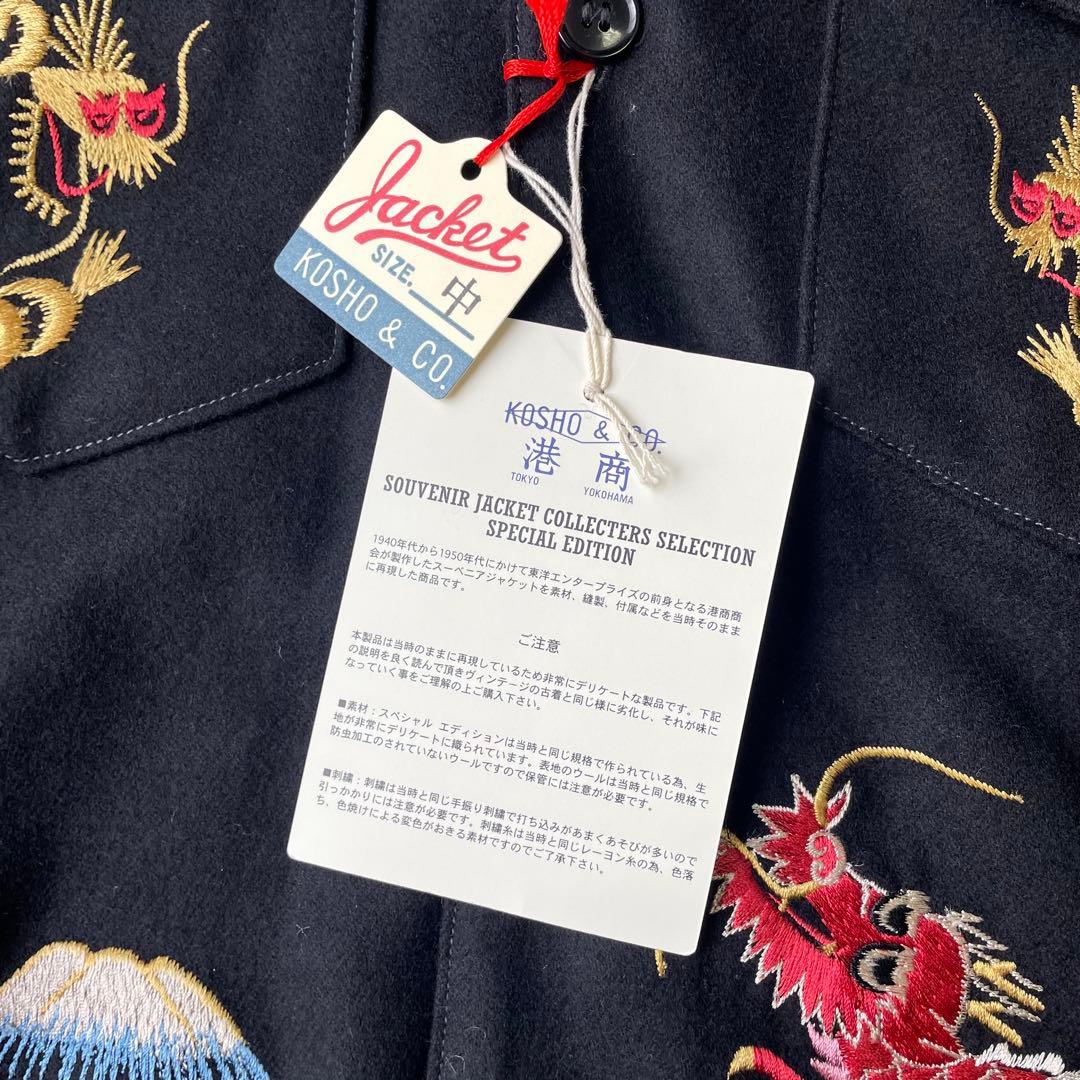 Jacket
SIZE. 中
KOSHO & CO.
KOSHO & CO.
港 商
TOKYO YOKOHAMA
SOUVENIR JACKET COLLECTERS SELECTION
SPECIAL EDITION
1940年代から1950年代にかけて東洋エンタープライズの前身となる港商商
会が製作したスーベニアジャケットを素材、縫製、付属などを当時そのまま
に再現した商品です。
ご注意
本製品は当時のままに再現しているため非常にデリケートな製品です。下記
の説明を良く読んで頂きヴィンテージの古着と同じ様に劣化し、それが味に
なっていく事をご理解の上ご購入下さい。
■素材：スペシャル エディションは当時と同じ規格で作られている為、生
地が非常にデリケートに織られています。表地のウールは当時と同じ規格で
防虫加工のされていないウールですので保管には注意が必要です。
■刺繍：刺繍は当時と同じ手振り刺繍で打ち込みがあまくあそびが多いので
引っかかりには注意が必要です。刺繍糸は当時と同じレーヨン糸の為、色落
ち、色焼けによる変色がおきる素材ですのでご了承下さい。